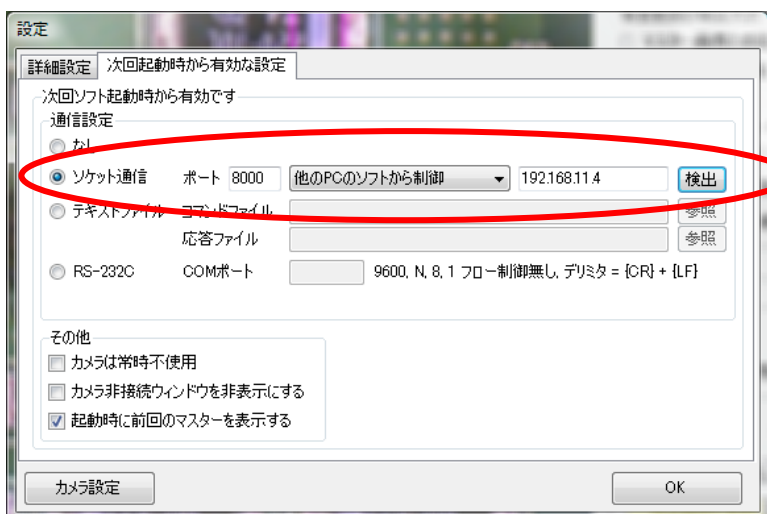 設定
詳細設定 次回起動時から有効な設定
次回ソフト起動時から有効です
通信設定
なし
ソケット通信 ポート 8000 他のPCのソフトから制御 192.168.11.4 検出
テキストファイル コマンドファイル 参照
応答ファイル 参照
RS-232C COMポート 9600, N, 8, 1 フロー制御無し, デリミタ = {CR} + {LF}
その他
カメラは常時不使用
カメラ非接続ウィンドウを非表示にする
起動時に前回のマスターを表示する
カメラ設定 OK